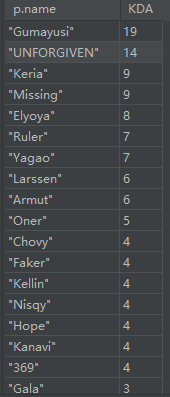 p.name KDA
"Gumayusi" 19
"UNFORGIVEN" 14
"Keria" 9
"Missing" 9
"Elyoya" 8
"Ruler" 7
"Yagao" 7
"Larssen" 6
"Armut" 6
"Oner" 5
"Chovy" 4
"Faker" 4
"Kellin" 4
"Nisqy" 4
"Hope" 4
"Kanavi" 4
"369" 4
"Gala" 3